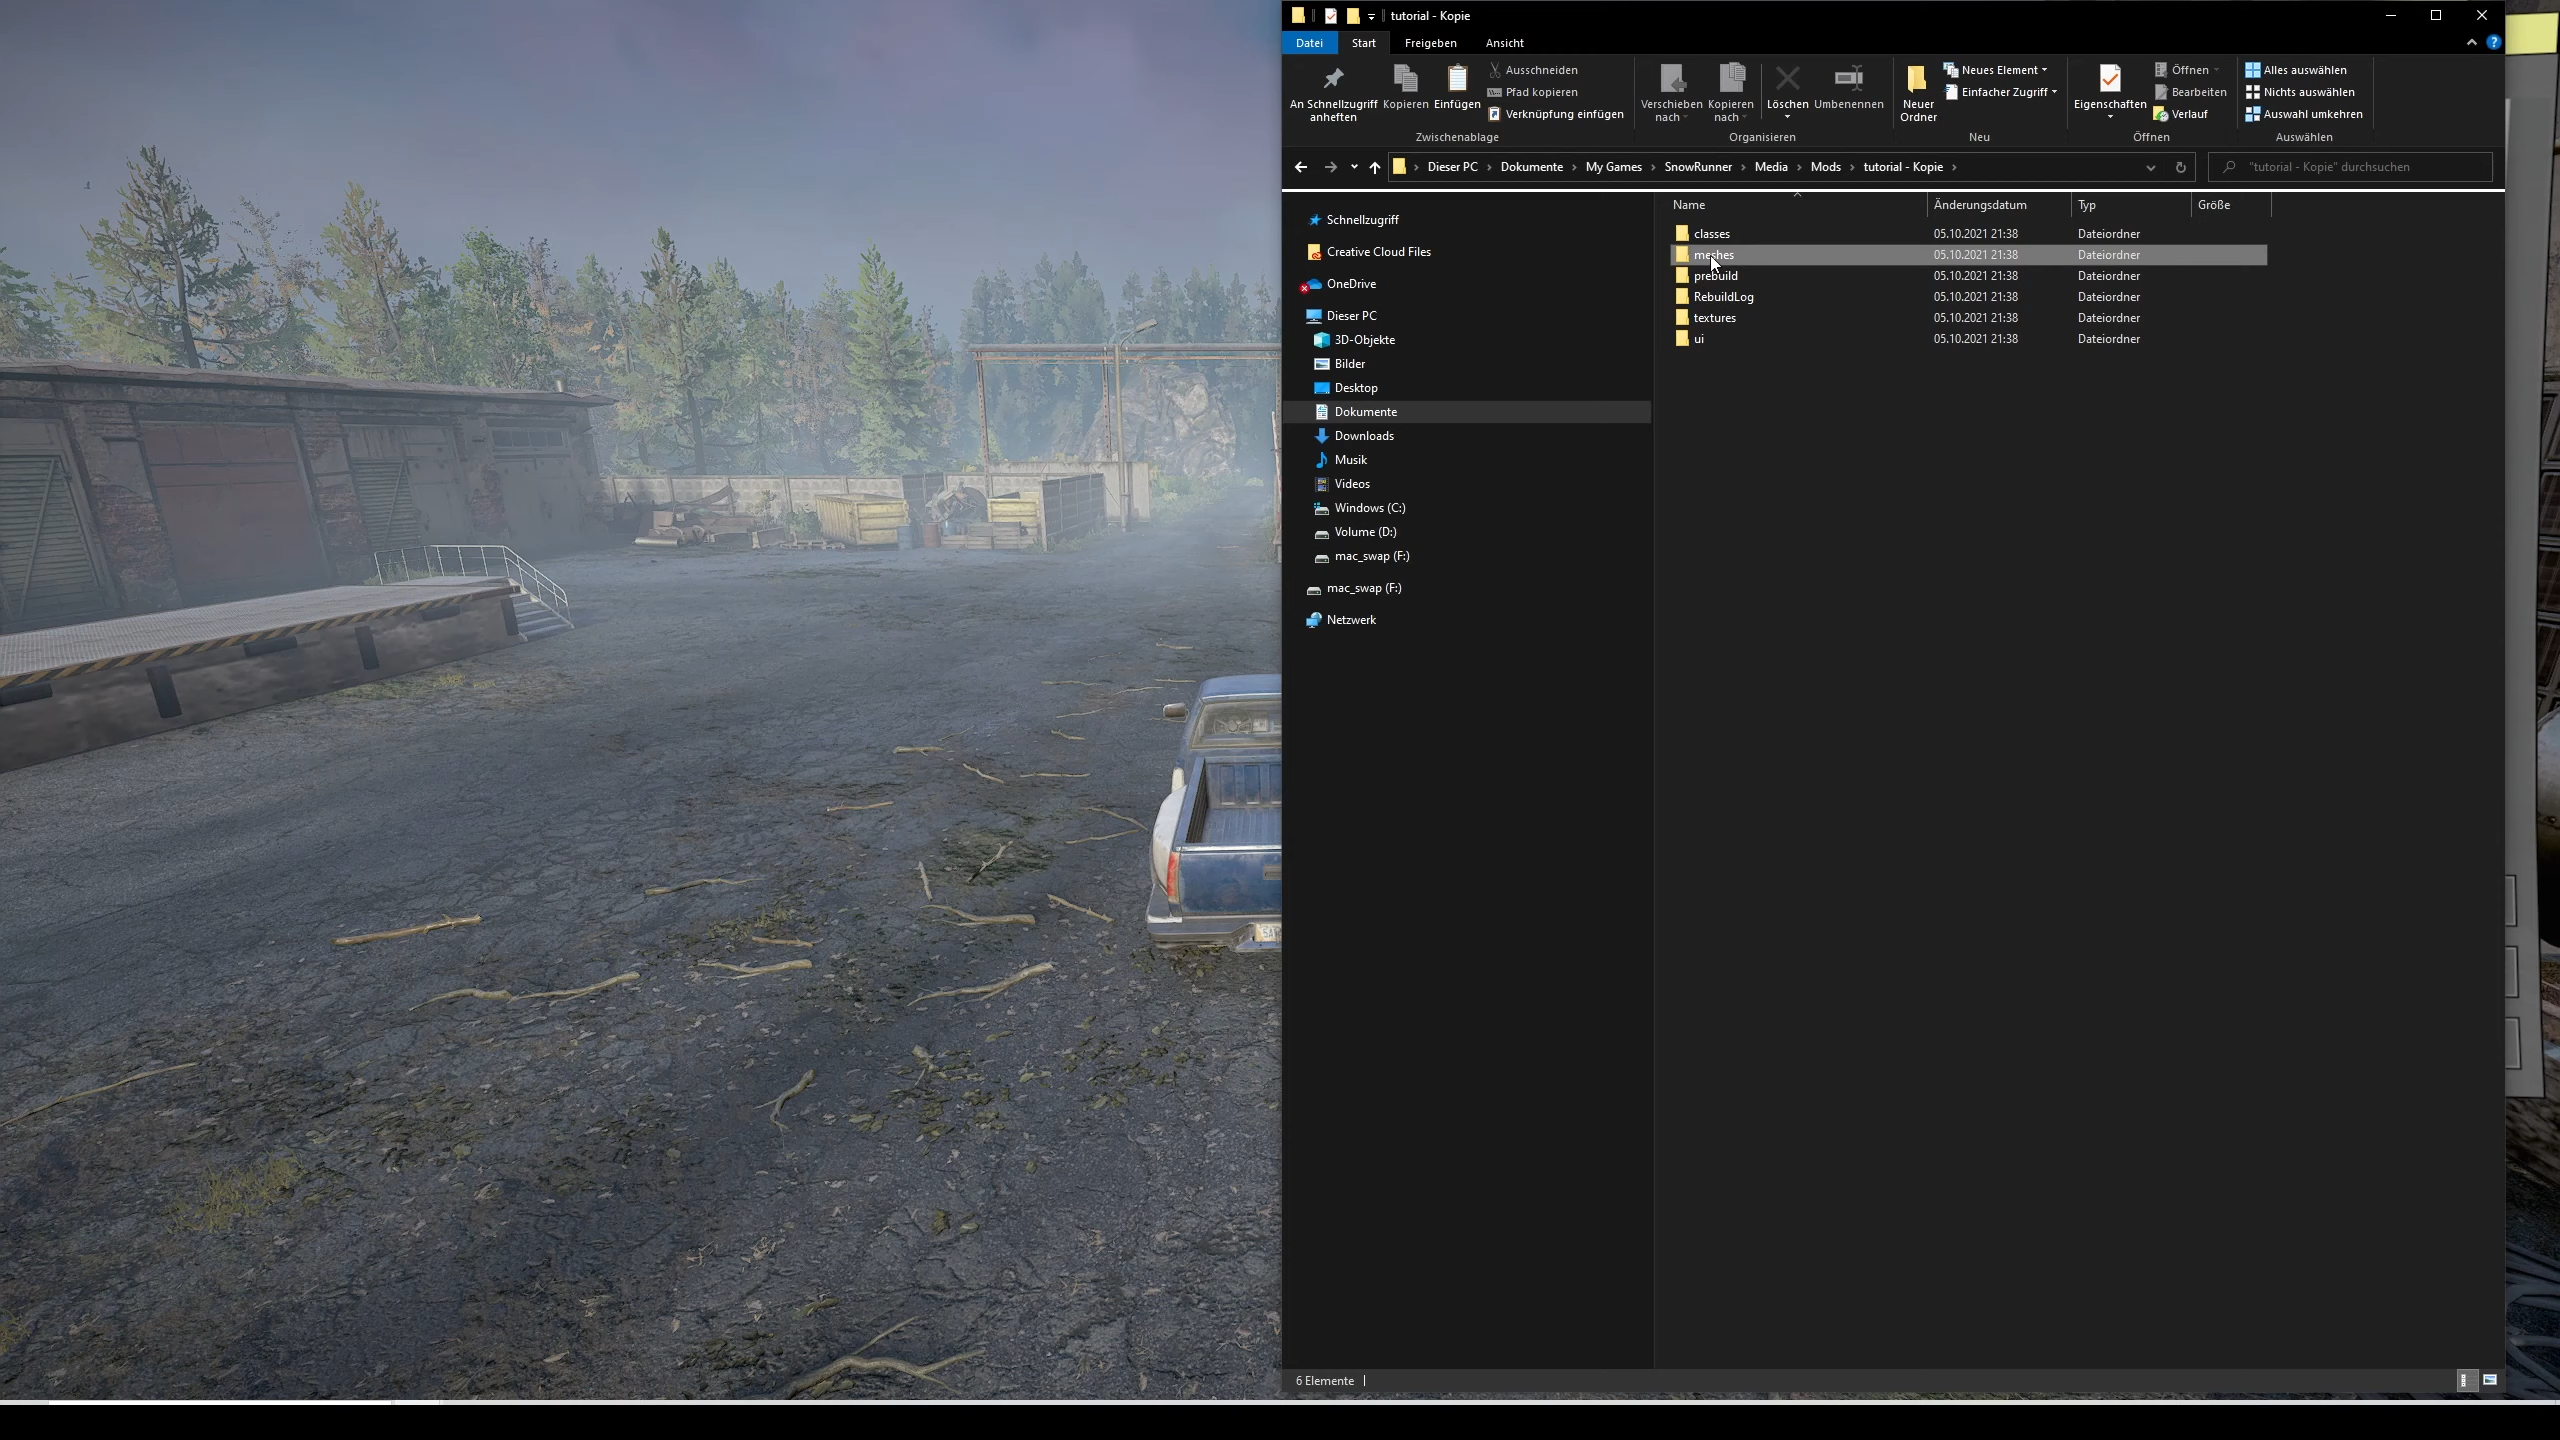 tutorial - Kopie
Datei Start Freigeben Ansicht
An Schnellzugriff anheften
Kopieren
Einfügen
Ausschneiden
Pfad kopieren
Verknüpfung einfügen
Zwischenablage
Verschieben nach
Kopieren nach
Löschen
Umbenennen
Organisieren
Neuer Ordner
Neues Element
Einfacher Zugriff
Neu
Eigenschaften
Öffnen
Bearbeiten
Verlauf
Öffnen
Alles auswählen
Nichts auswählen
Auswahl umkehren
Auswählen
Dieser PC › Dokumente › My Games › SnowRunner › Media › Mods › tutorial - Kopie ›
"tutorial - Kopie" durchsuchen
Schnellzugriff
Creative Cloud Files
OneDrive
Dieser PC
3D-Objekte
Bilder
Desktop
Dokumente
Downloads
Musik
Videos
Windows (C:)
Volume (D:)
mac_swap (F:)
mac_swap (F:)
Netzwerk
Name Änderungsdatum Typ Größe
classes 05.10.2021 21:38 Dateiordner
meshes 05.10.2021 21:38 Dateiordner
prebuild 05.10.2021 21:38 Dateiordner
RebuildLog 05.10.2021 21:38 Dateiordner
textures 05.10.2021 21:38 Dateiordner
ui 05.10.2021 21:38 Dateiordner
6 Elemente